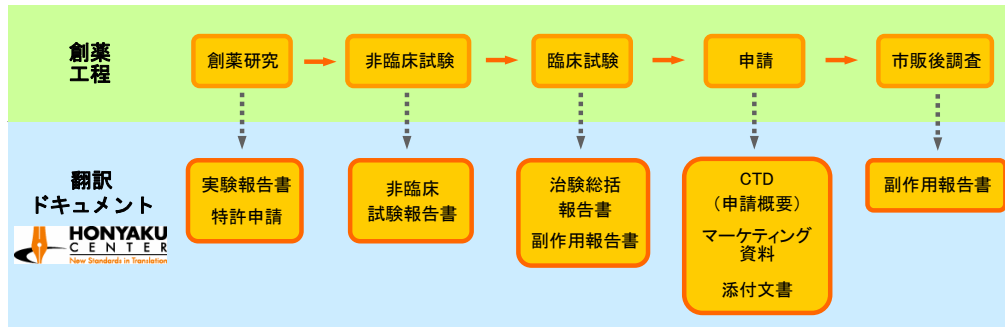 創薬
工程
創薬研究
非臨床試験
臨床試験
申請
市販後調査
翻訳
ドキュメント
HONYAKU
CENTER
New Standards in Translation
実験報告書
特許申請
非臨床
試験報告書
治験総括
報告書
副作用報告書
CTD
（申請概要）
マーケティング
資料
添付文書
副作用報告書